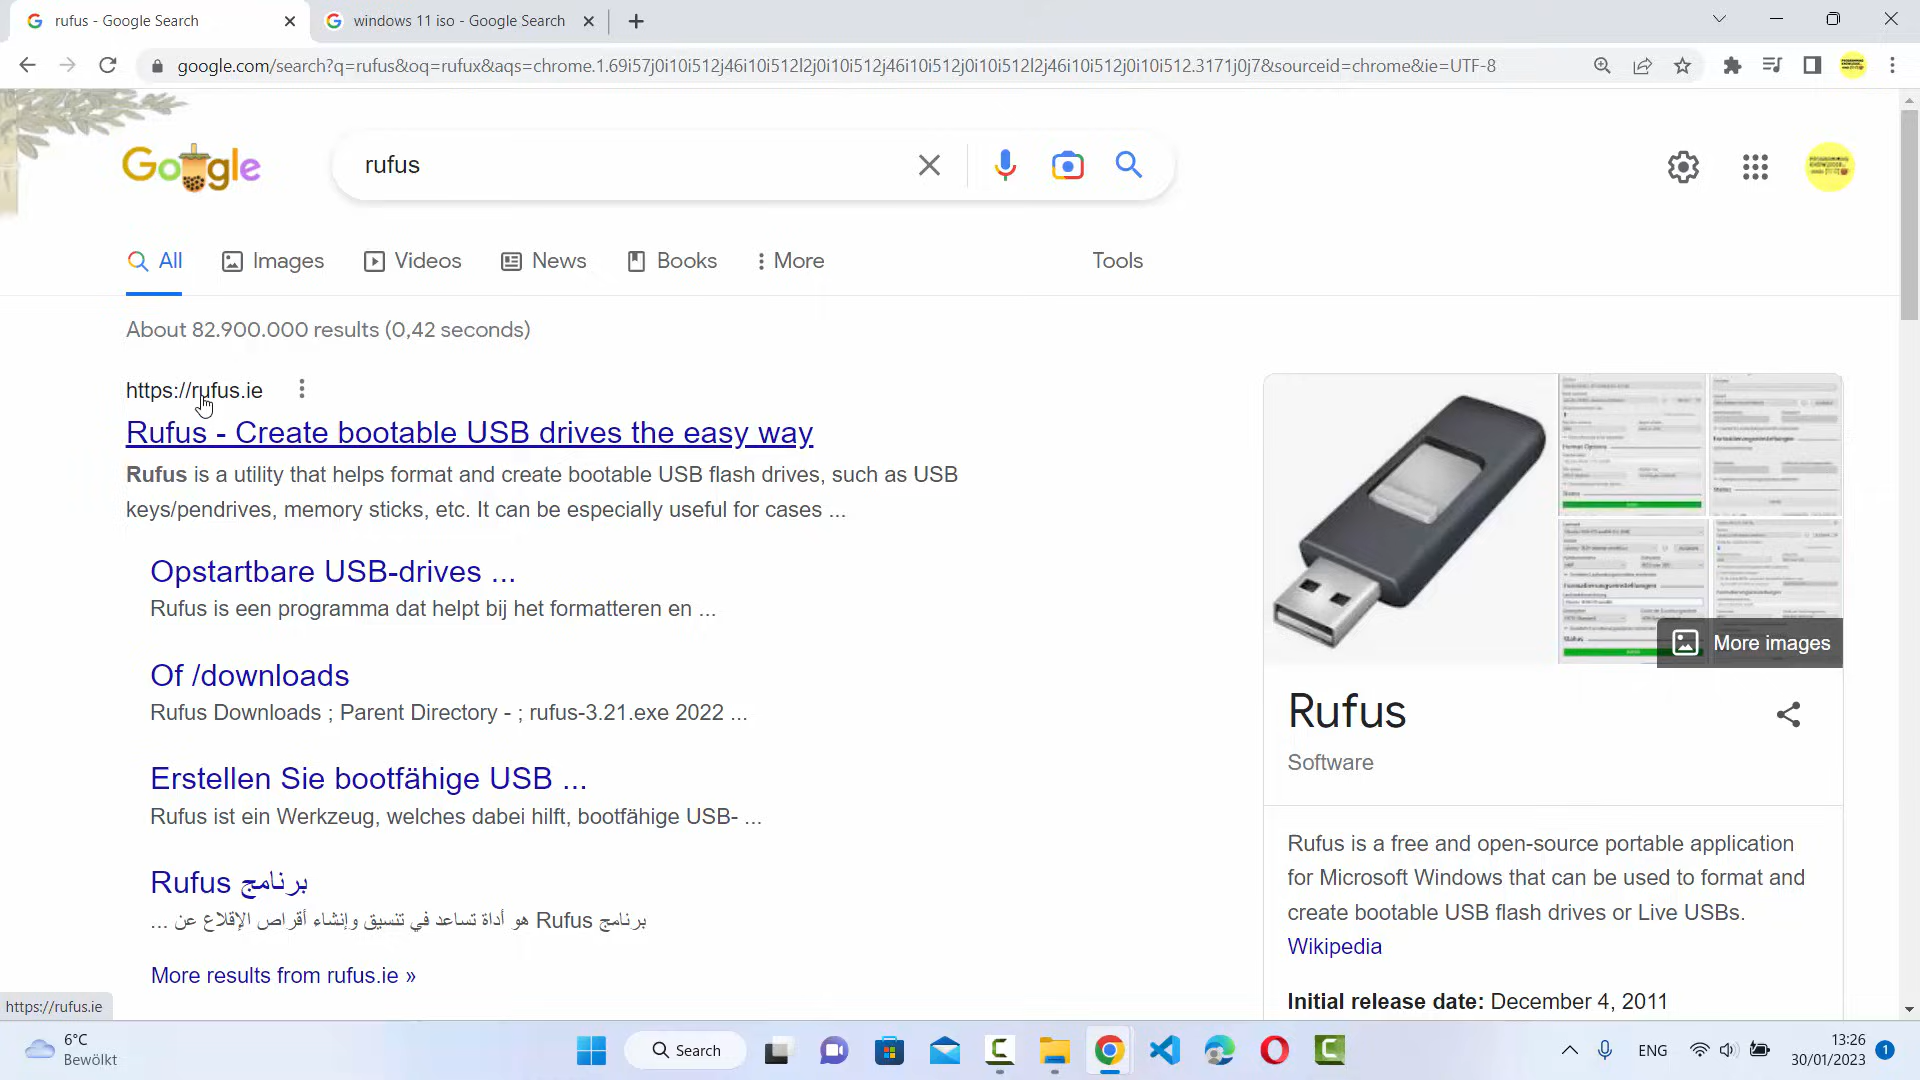 rufus - Google Search
windows 11 iso - Google Search
google.com/search?q=rufus&oq=rufux&aqs=chrome.1.69i57j0i10i512j46i10i512l2j0i10i512j46i10i512j0i10i512l2j46i10i512j0i10i512.3171j0j7&sourceid=chrome&ie=UTF-8
Google
rufus
All
Images
Videos
News
Books
More
Tools
About 82.900.000 results (0,42 seconds)
https://rufus.ie
Rufus - Create bootable USB drives the easy way
Rufus is a utility that helps format and create bootable USB flash drives, such as USB
keys/pendrives, memory sticks, etc. It can be especially useful for cases ...
Opstartbare USB-drives ...
Rufus is een programma dat helpt bij het formatteren en ...
Of /downloads
Rufus Downloads ; Parent Directory - ; rufus-3.21.exe 2022 ...
Erstellen Sie bootfähige USB ...
Rufus ist ein Werkzeug, welches dabei hilft, bootfähige USB- ...
برنامج Rufus
برنامج Rufus هو أداة تساعد في تنسيق وإنشاء أقراص الإقلاع عن ...
More results from rufus.ie »
More images
Rufus
Software
Rufus is a free and open-source portable application
for Microsoft Windows that can be used to format and
create bootable USB flash drives or Live USBs.
Wikipedia
Initial release date: December 4, 2011
https://rufus.ie
6°C
Bewölkt
Search
ENG
13:26
30/01/2023
1